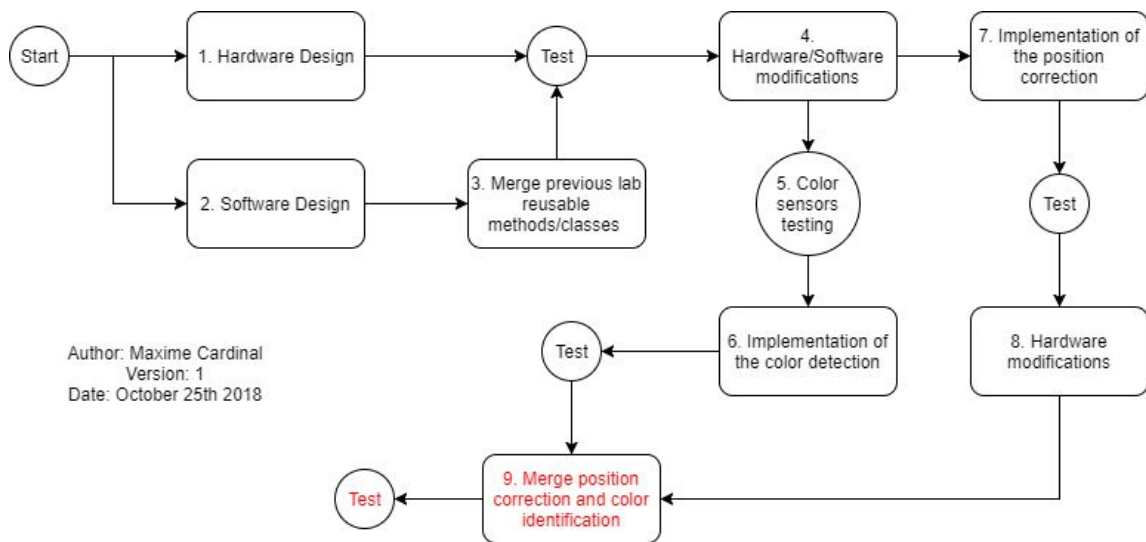 Start
1. Hardware Design
Test
4.
Hardware/Software
modifications
7. Implementation of
the position
correction
2. Software Design
3. Merge previous lab
reusable
methods/classes
5. Color
sensors
testing
Test
Author: Maxime Cardinal
Version: 1
Date: October 25th 2018
Test
6. Implementation of
the color detection
8. Hardware
modifications
Test
9. Merge position
correction and color
identification